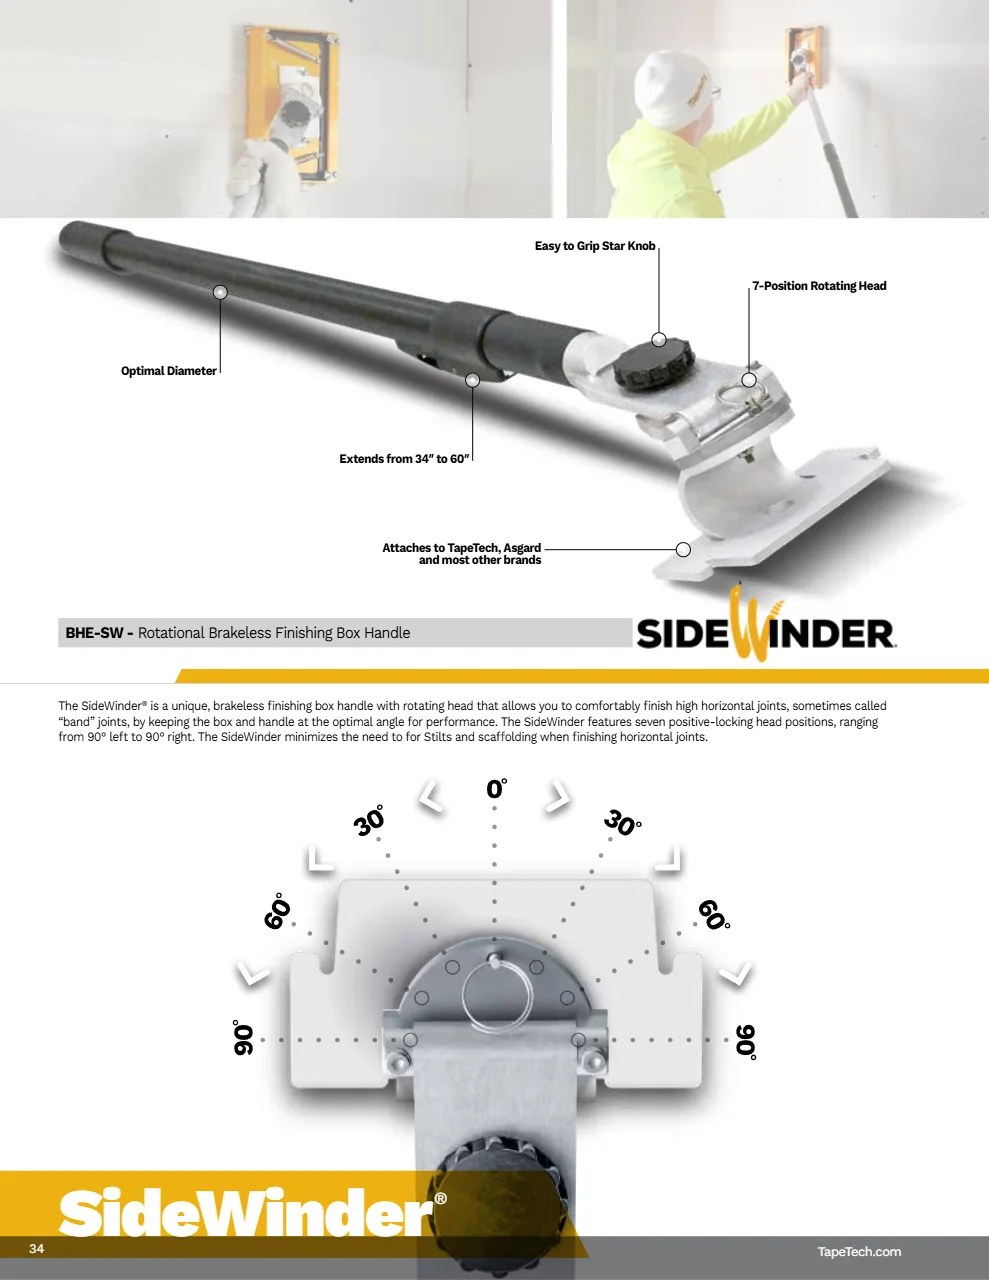 Easy to Grip Star Knob
7-Position Rotating Head
Optimal Diameter
Extends from 34” to 60”
Attaches to TapeTech, Asgard
and most other brands
BHE-SW - Rotational Brakeless Finishing Box Handle
SIDEWINDER.
The SideWinder® is a unique, brakeless finishing box handle with rotating head that allows you to comfortably finish high horizontal joints, sometimes called
“band” joints, by keeping the box and handle at the optimal angle for performance. The SideWinder features seven positive-locking head positions, ranging
from 90° left to 90° right. The SideWinder minimizes the need to for Stilts and scaffolding when finishing horizontal joints.
0°
30°
30°
60°
60°
90°
90°
SideWinder®
34
TapeTech.com